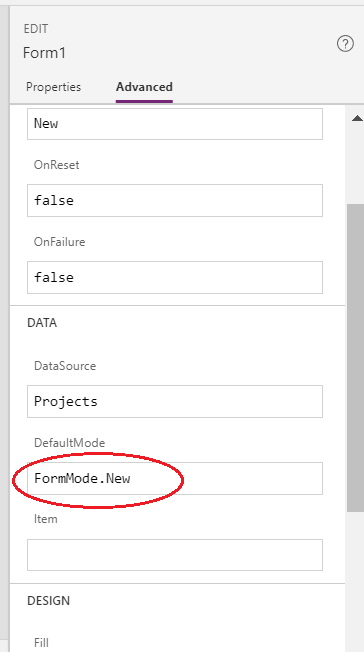 EDIT
Form1
?
Properties Advanced
New
OnReset
false
OnFailure
false
DATA
DataSource
Projects
DefaultMode
FormMode.New
Item
DESIGN
Fill